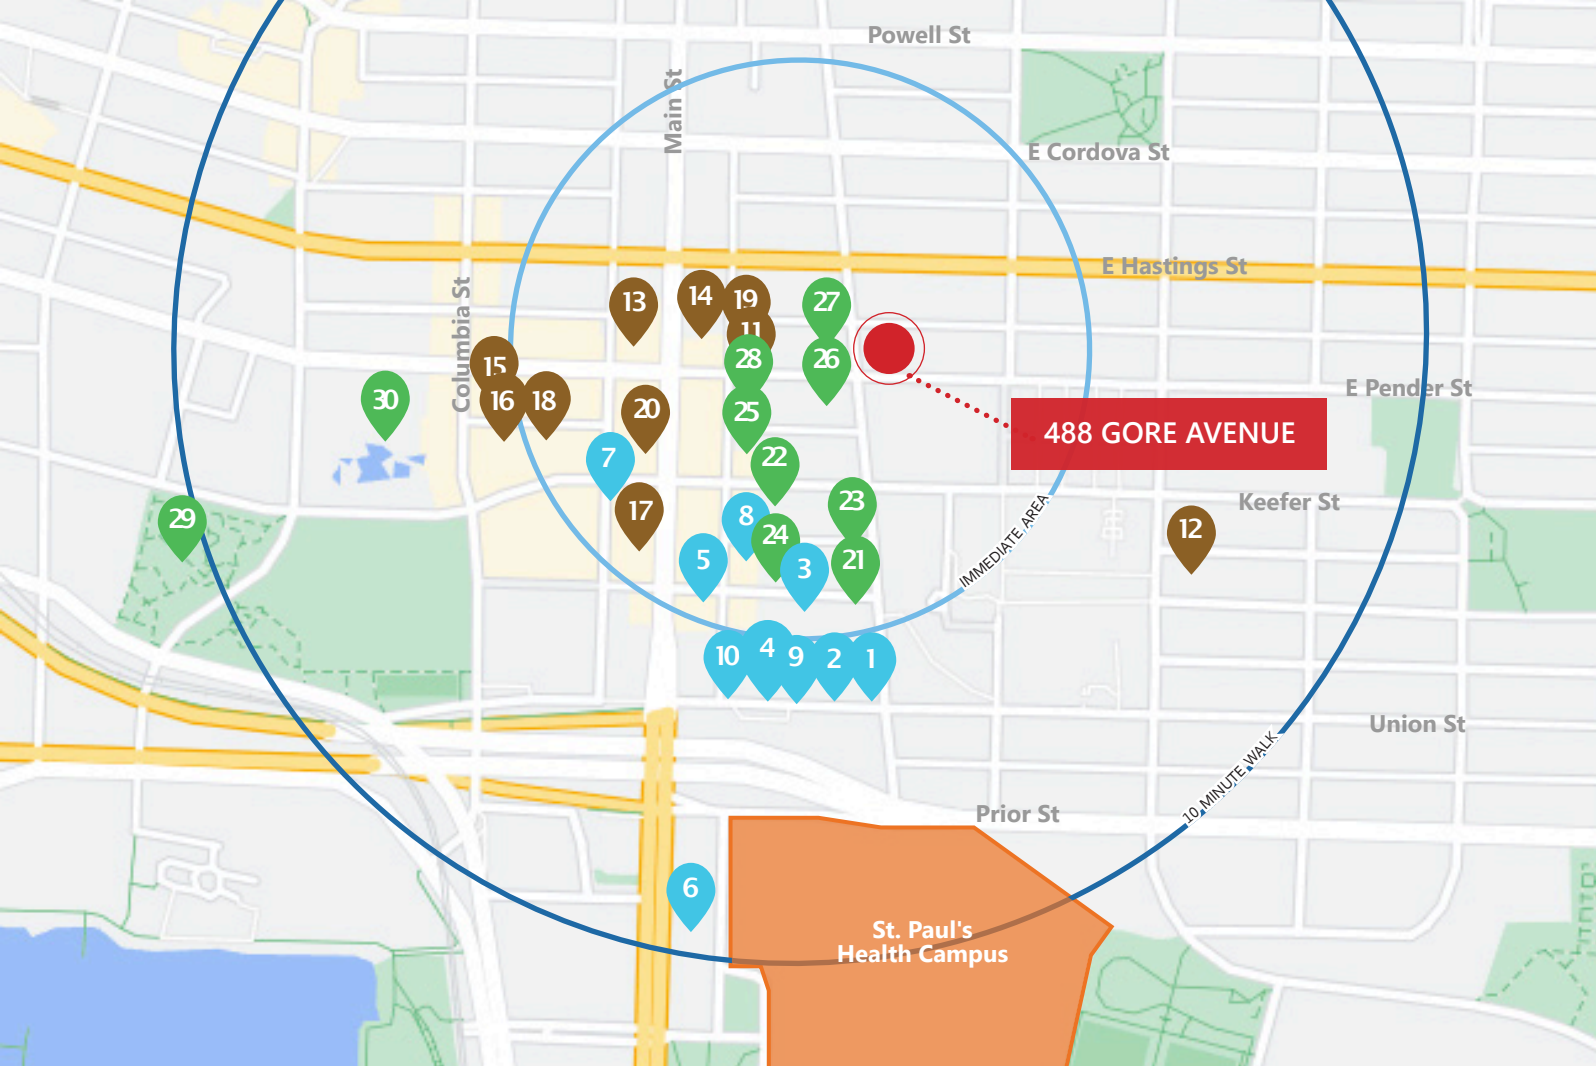 Powell St
Main St
E Cordova St
E Hastings St
Columbia St
13
14
19
11
27
28
26
15
16
18
20
30
25
E Pender St
488 GORE AVENUE
7
22
17
8
23
Keefer St
29
24
12
5
3
21
IMMEDIATE AREA
10
4
9
2
1
Union St
10 MINUTE WALK
Prior St
6
St. Paul's
Health Campus